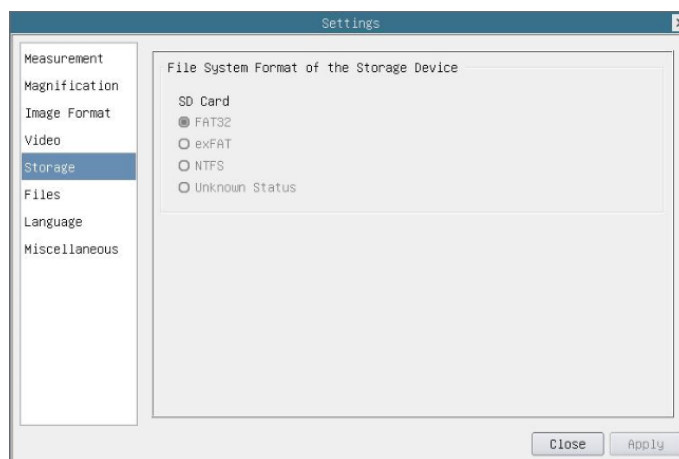 Settings
Measurement
Magnification
Image Format
Video
Storage
Files
Language
Miscellaneous
File System Format of the Storage Device
SD Card
FAT32
exFAT
NTFS
Unknown Status
Close
Apply